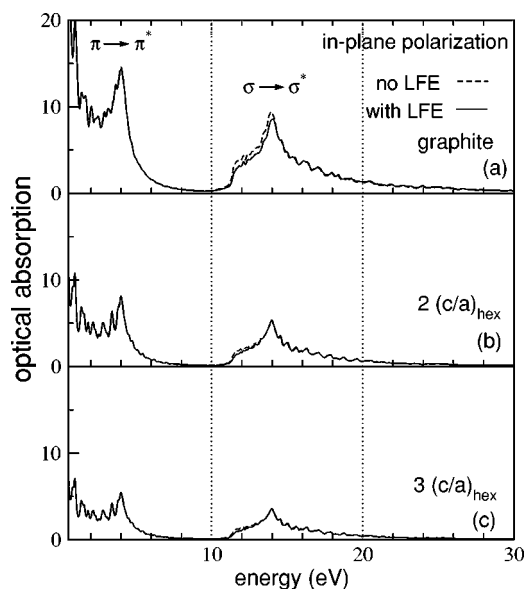 20
π → π*
in-plane polarization
no LFE
σ → σ*
with LFE
graphite
10
(a)
0
10
2 (c/a)hex
(b)
0
10
3 (c/a)hex
(c)
0
10
20
30
optical absorption
energy (eV)